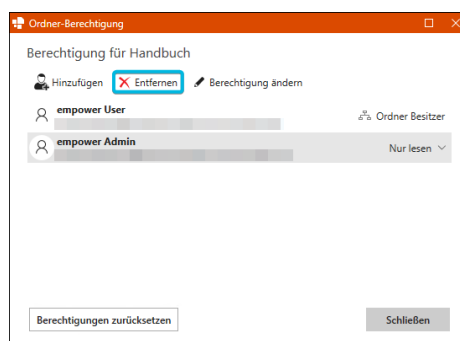 Ordner-Berechtigung
Berechtigung für Handbuch
Hinzufügen Entfernen Berechtigung ändern
empower User
Ordner Besitzer
empower Admin
Nur lesen
Berechtigungen zurücksetzen Schließen